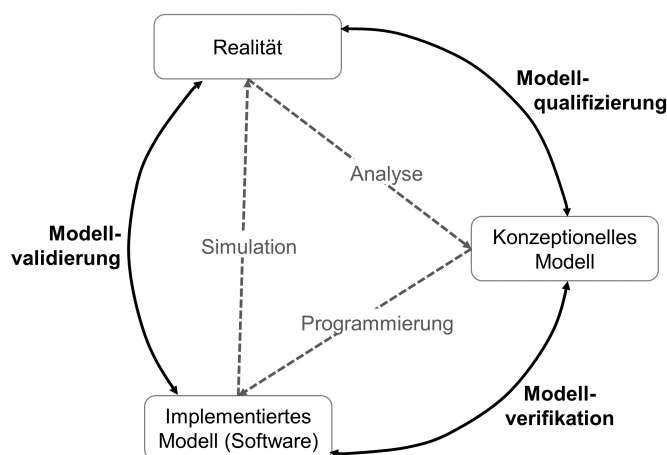 Realität
Modell-
qualifizierung
Analyse
Modell-
validierung
Simulation
Konzeptionelles
Modell
Programmierung
Modell-
verifikation
Implementiertes
Modell (Software)